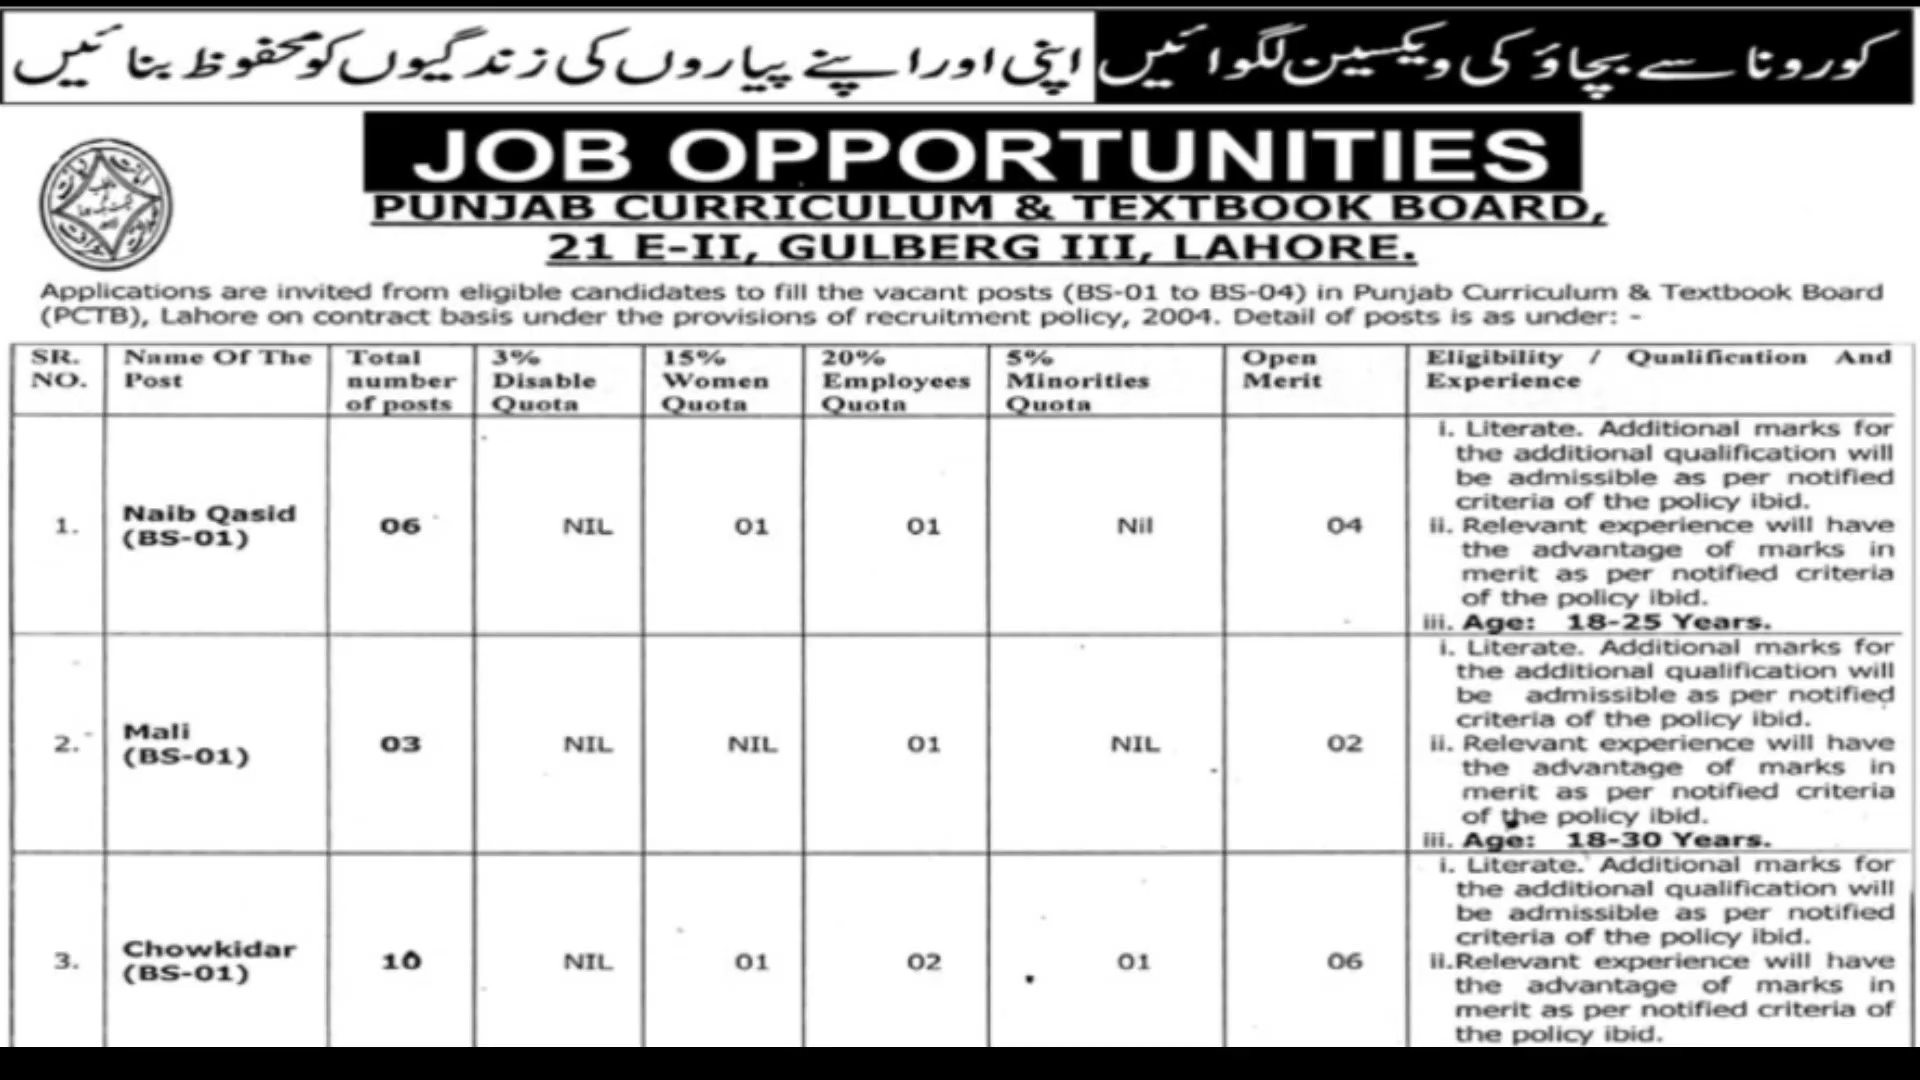 کورونا سے بچاؤ کی ویکسین لگوائیں اپنی اور اپنے پیاروں کی زندگیوں کو محفوظ بنائیں
JOB OPPORTUNITIES
PUNJAB CURRICULUM & TEXTBOOK BOARD,
21 E-II, GULBERG III, LAHORE.
Applications are invited from eligible candidates to fill the vacant posts (BS-01 to BS-04) in Punjab Curriculum & Textbook Board
(PCTB), Lahore on contract basis under the provisions of recruitment policy, 2004. Detail of posts is as under: -
SR. NO.
Name Of The Post
Total number of posts
3% Disable Quota
15% Women Quota
20% Employees Quota
5% Minorities Quota
Open Merit
Eligibility / Qualification And Experience
1.
Naib Qasid
(BS-01)
06
NIL
01
01
Nil
04
i. Literate. Additional marks for
the additional qualification will
be admissible as per notified
criteria of the policy ibid.
ii. Relevant experience will have
the advantage of marks in
merit as per notified criteria
of the policy ibid.
iii. Age: 18-25 Years.
2.
Mali
(BS-01)
03
NIL
NIL
01
NIL
02
i. Literate. Additional marks for
the additional qualification will
be admissible as per notified
criteria of the policy ibid.
ii. Relevant experience will have
the advantage of marks in
merit as per notified criteria
of the policy ibid.
iii. Age: 18-30 Years.
3.
Chowkidar
(BS-01)
10
NIL
01
02
01
06
i. Literate. Additional marks for
the additional qualification will
be admissible as per notified
criteria of the policy ibid.
ii.Relevant experience will have
the advantage of marks in
merit as per notified criteria of
the policy ibid.